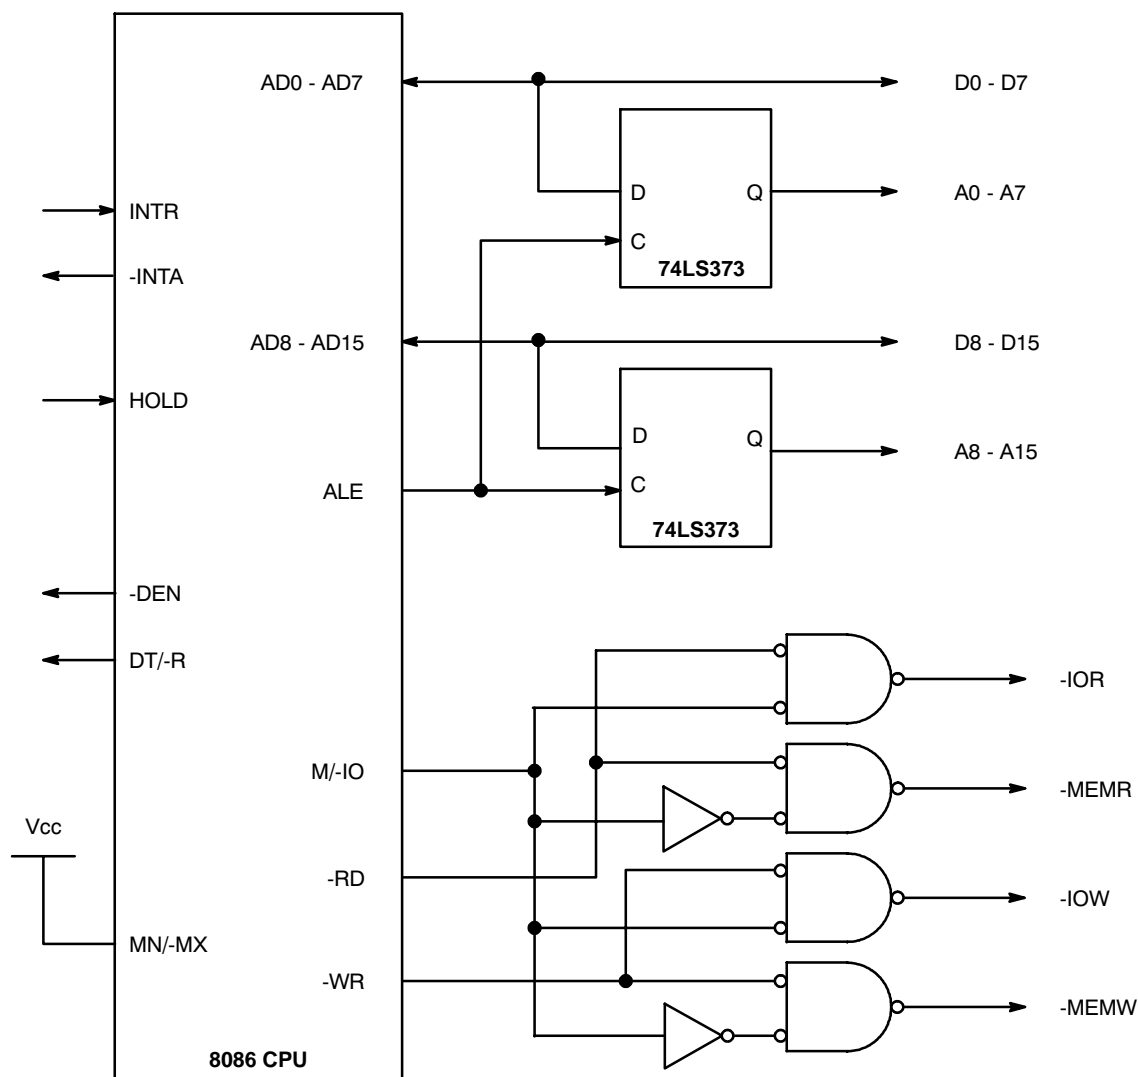 AD0 - AD7
D0 - D7
D
Q
A0 - A7
INTR
C
74LS373
-INTA
AD8 - AD15
D8 - D15
HOLD
D
Q
A8 - A15
ALE
C
74LS373
-DEN
DT/-R
-IOR
M/-IO
-MEMR
Vcc
-RD
-IOW
MN/-MX
-WR
-MEMW
8086 CPU